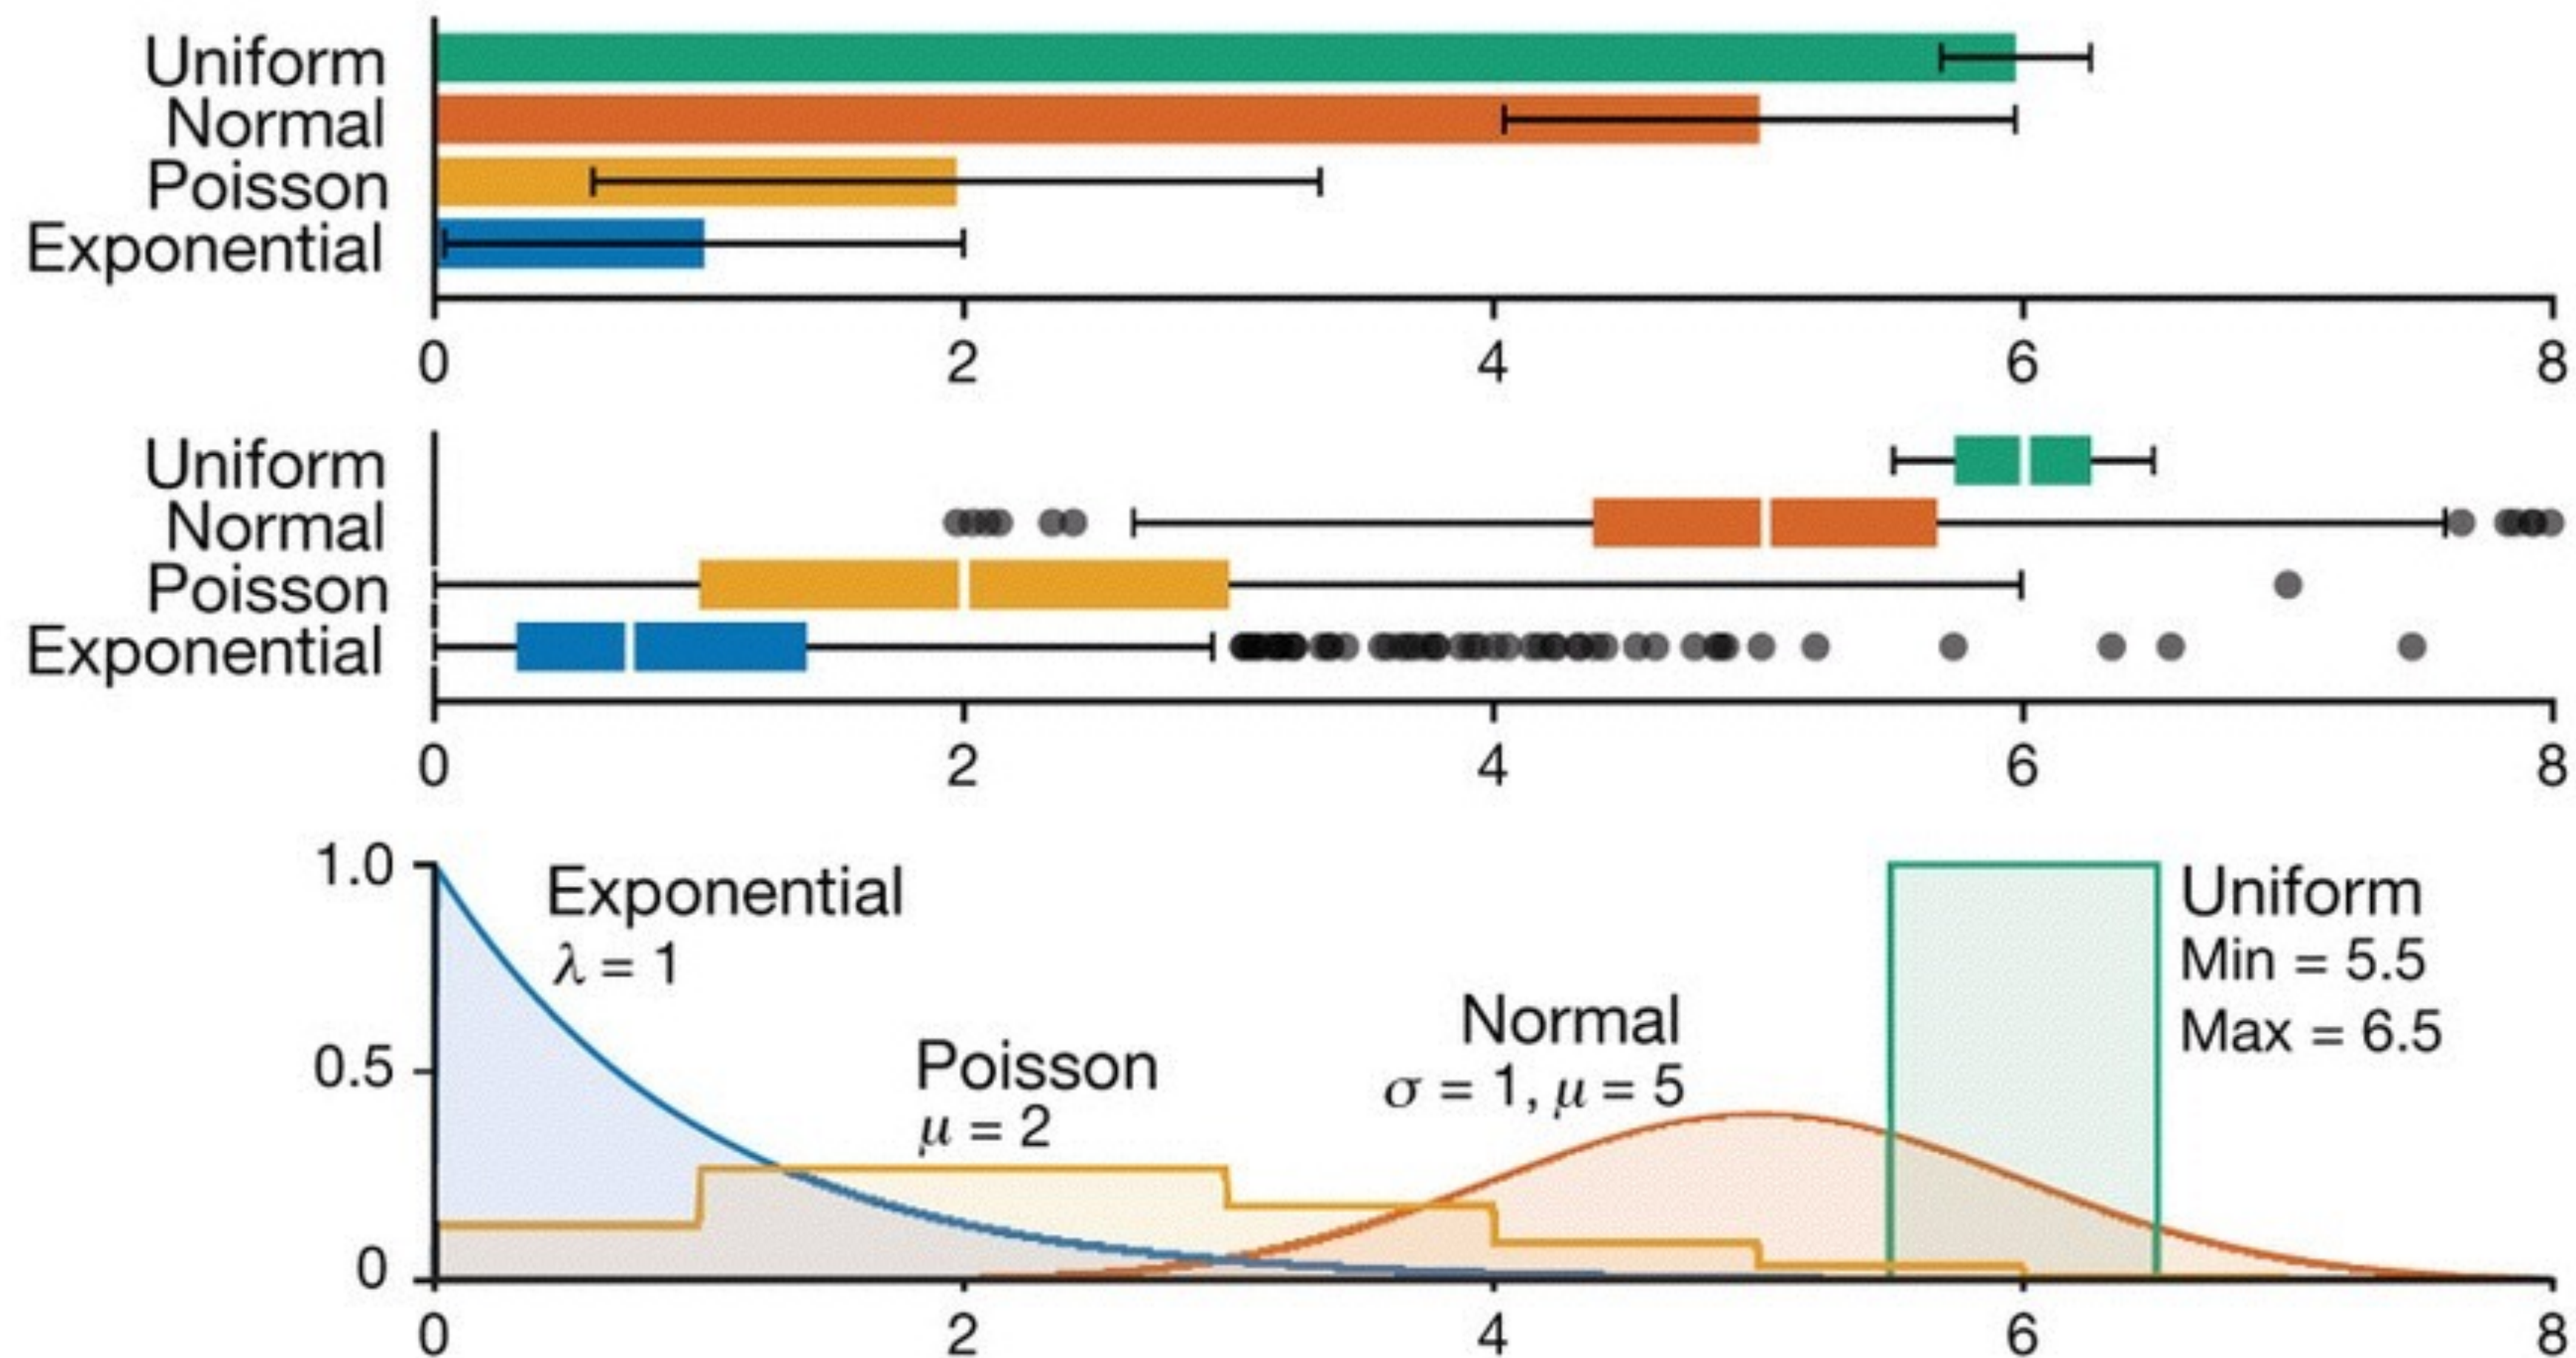 Uniform
Normal
Poisson
Exponential
0 2 4 6 8
Uniform
Normal
Poisson
Exponential
0 2 4 6 8
1.0
0.5
0
Exponential
λ = 1
Poisson
μ = 2
Normal
σ = 1, μ = 5
Uniform
Min = 5.5
Max = 6.5
0 2 4 6 8